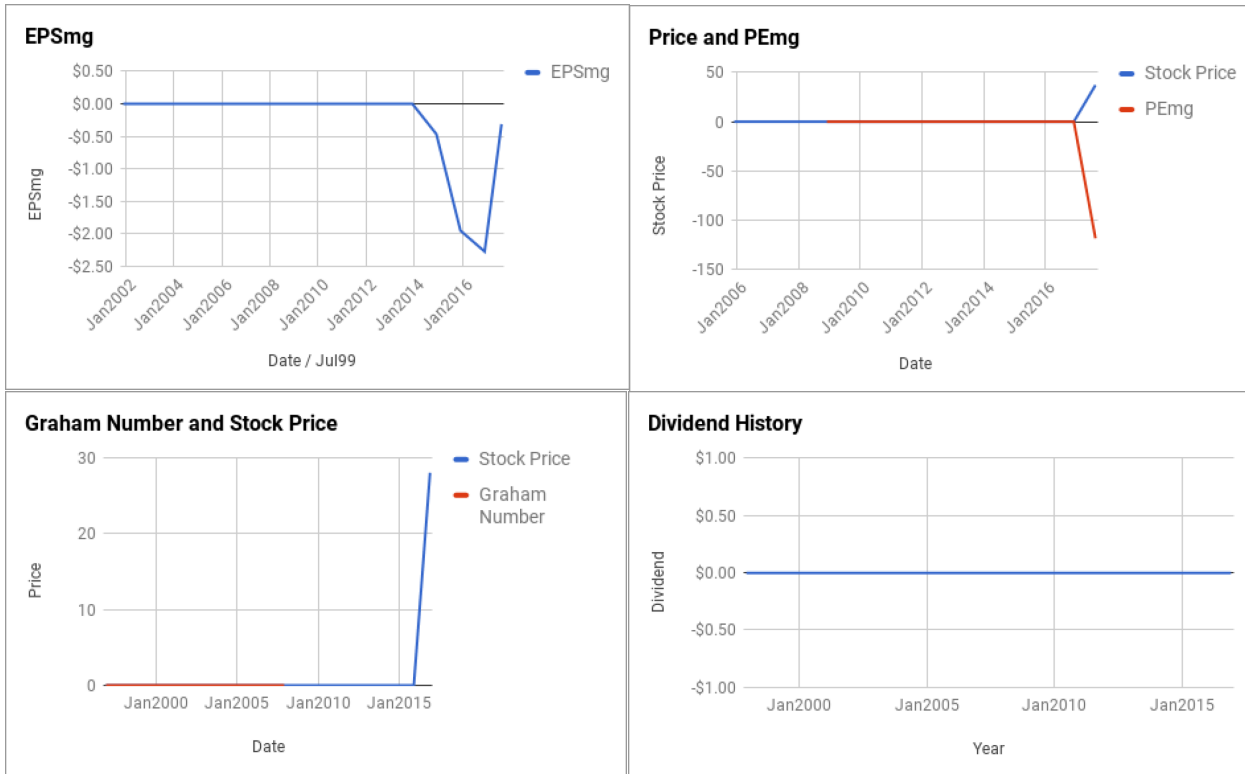 EPSmg
$0.50
$0.00
-$0.50
-$1.00
-$1.50
-$2.00
-$2.50
EPSmg
Jan2002
Jan2004
Jan2006
Jan2008
Jan2010
Jan2012
Jan2014
Jan2016
Date / Jul99
EPSmg
Price and PEmg
50
0
-50
-100
-150
Stock Price
Jan2006
Jan2008
Jan2010
Jan2012
Jan2014
Jan2016
Date
Stock Price
PEmg
Graham Number and Stock Price
30
20
10
0
Price
Jan2000
Jan2005
Jan2010
Jan2015
Date
Stock Price
Graham
Number
Dividend History
$1.00
$0.50
$0.00
-$0.50
-$1.00
Dividend
Jan2000
Jan2005
Jan2010
Jan2015
Year